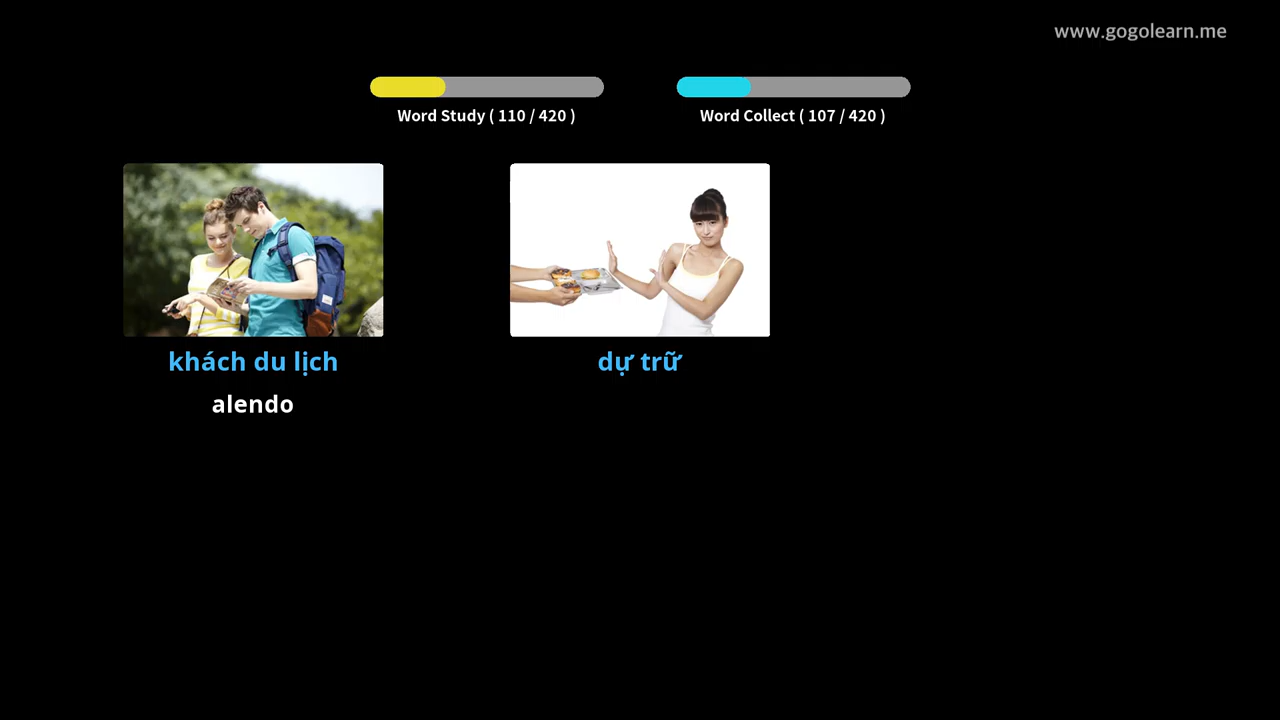 www.gogolearn.me
Word Study ( 110 / 420 )
Word Collect ( 107 / 420 )
khách du lịch
dự trữ
alendo